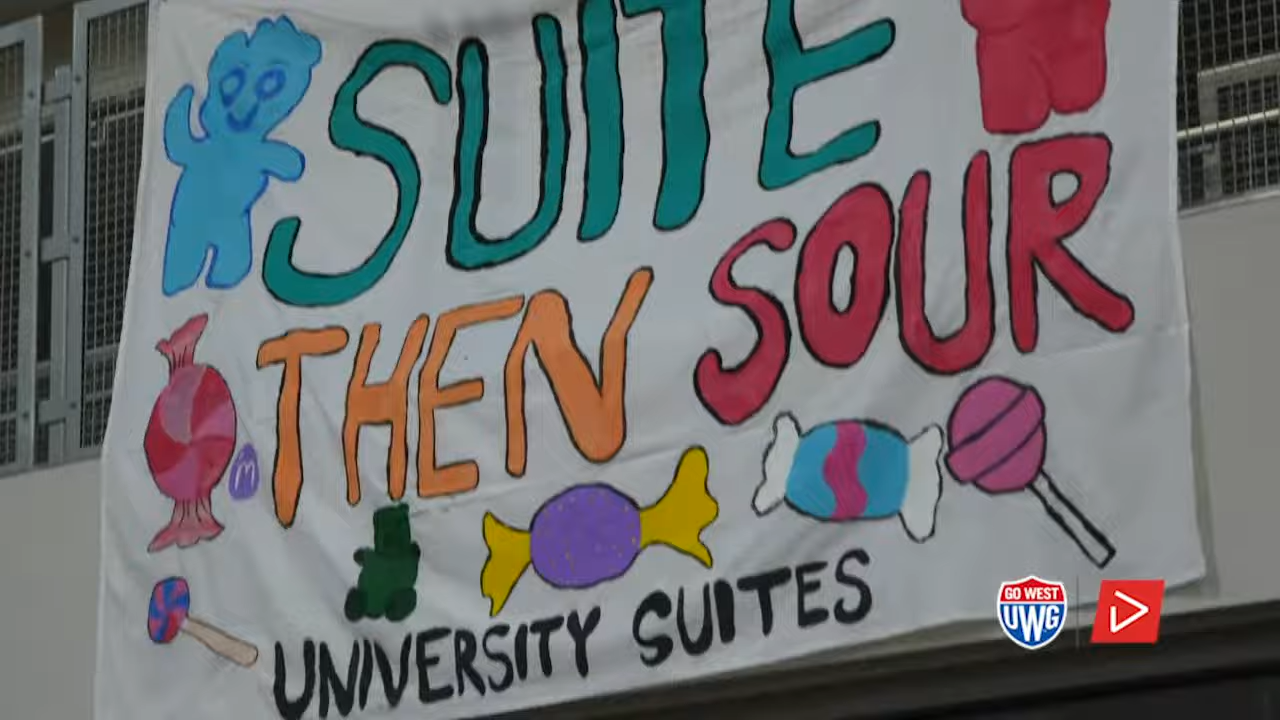 SUITE
THEN SOUR
m
UNIVERSITY SUITES
GO WEST
UWG